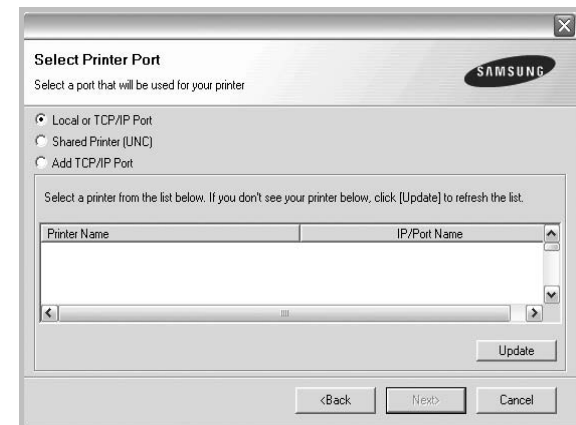 Select Printer Port
Select a port that will be used for your printer
SAMSUNG
Local or TCP/IP Port
Shared Printer (UNC)
Add TCP/IP Port
Select a printer from the list below. If you don't see your printer below, click [Update] to refresh the list.
Printer Name IP/Port Name
Update
<Back Next> Cancel